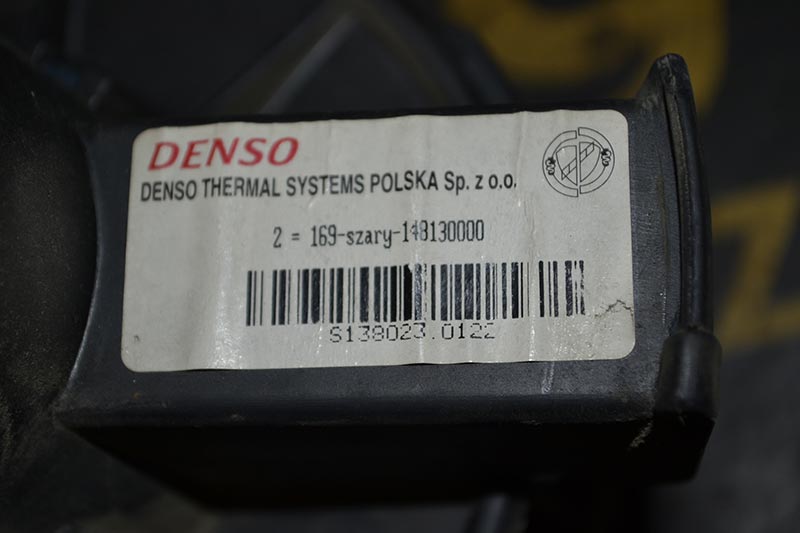 DENSO
DENSO THERMAL SYSTEMS POLSKA Sp. z o.o.
2 = 169-szary-148130000
S138023.0122